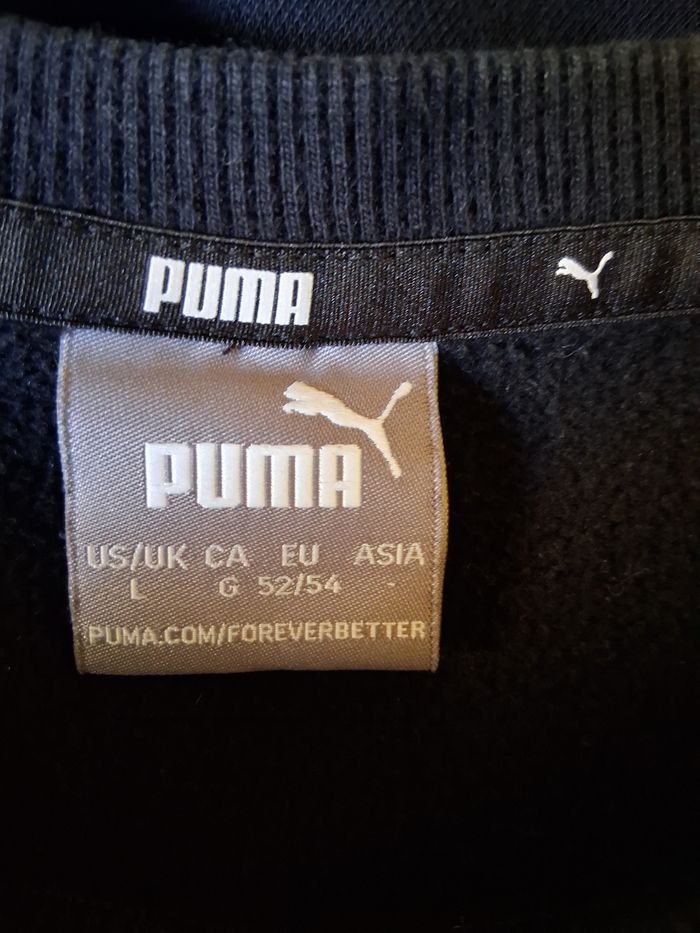 PUMA
PUMA
US/UK CA EU ASIA
L G 52/54 -
PUMA.COM/FOREVERBETTER